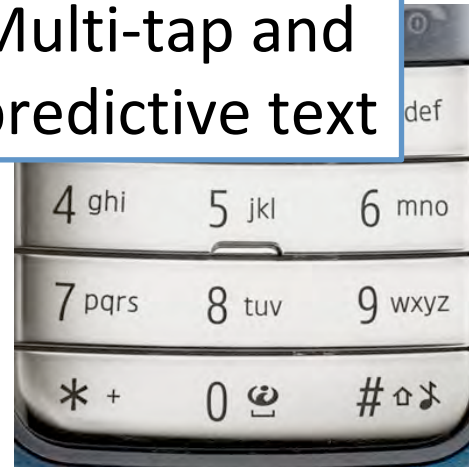 Multi-tap and
predictive text
def
4 ghi 5 jkl 6 mno
7 pqrs 8 tuv 9 wxyz
* + 0 #